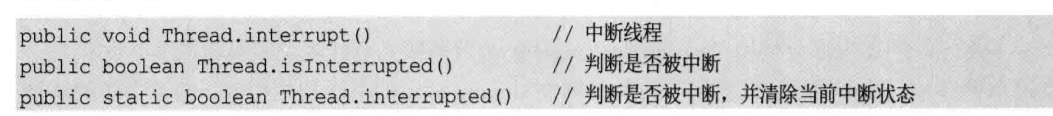 public void Thread.interrupt() // 中断线程
public boolean Thread.isInterrupted() // 判断是否被中断
public static boolean Thread.interrupted() // 判断是否被中断，并清除当前中断状态